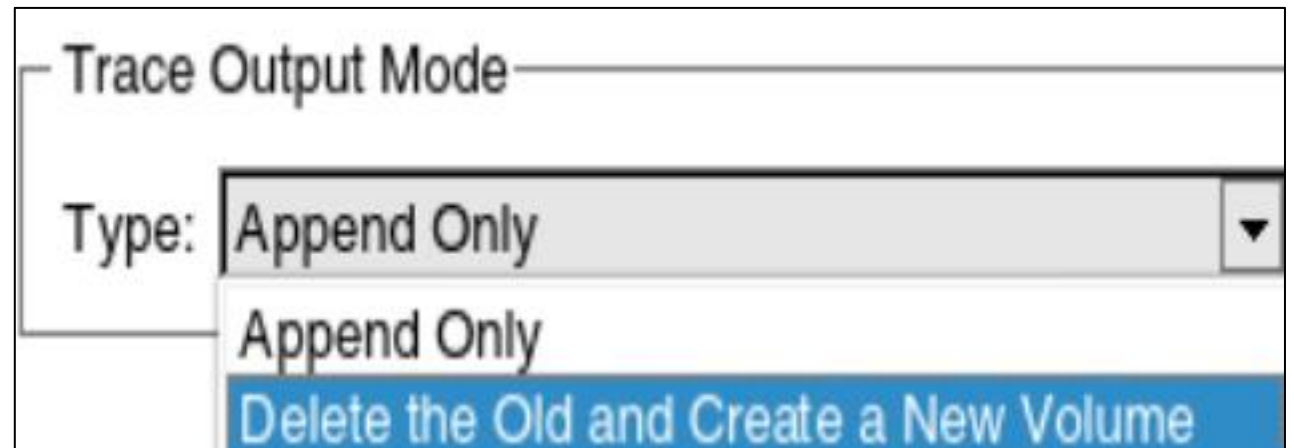 Trace Output Mode
Type: Append Only
Append Only
Delete the Old and Create a New Volume